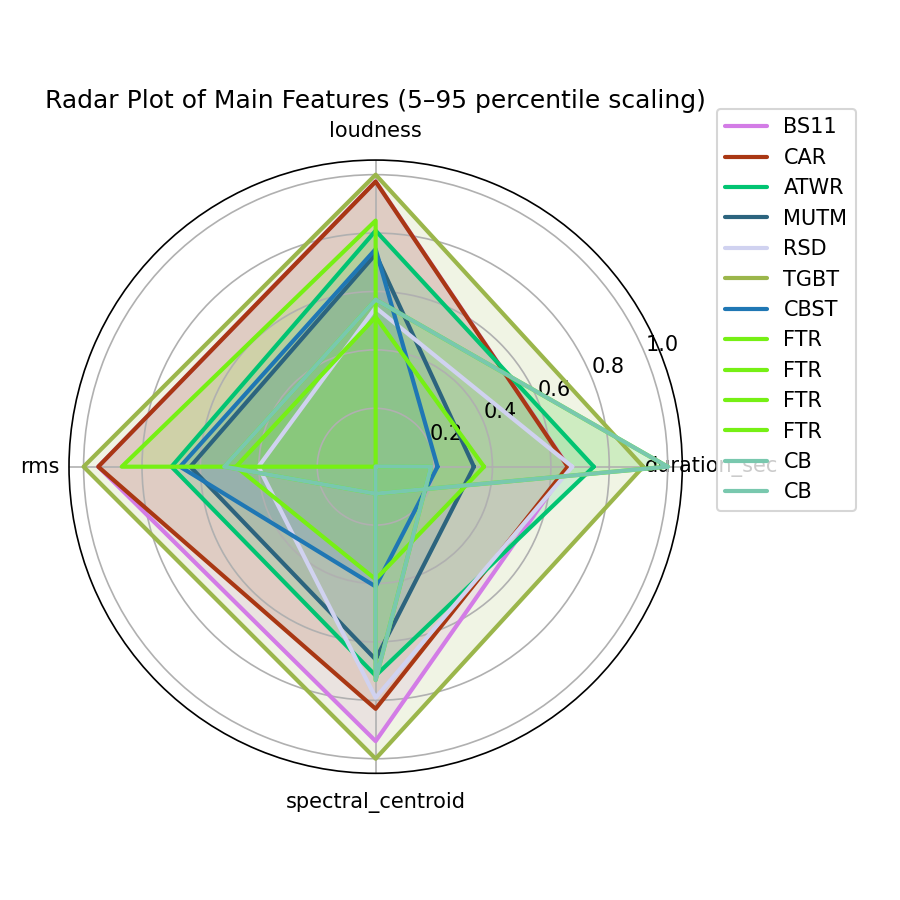 Radar Plot of Main Features (5–95 percentile scaling)
loudness
BS11
CAR
ATWR
MUTM
RSD
TGBT
CBST
FTR
FTR
FTR
FTR
CB
CB
1.0
0.8
0.6
0.4
0.2
rms
duration_sec
spectral_centroid